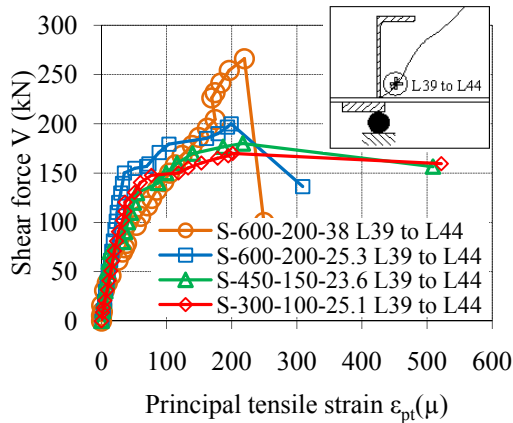 Shear force V (kN)
300
250
200
150
100
50
0
L39 to L44
S-600-200-38 L39 to L44
S-600-200-25.3 L39 to L44
S-450-150-23.6 L39 to L44
S-300-100-25.1 L39 to L44
0 100 200 300 400 500 600
Principal tensile strain εpt(µ)